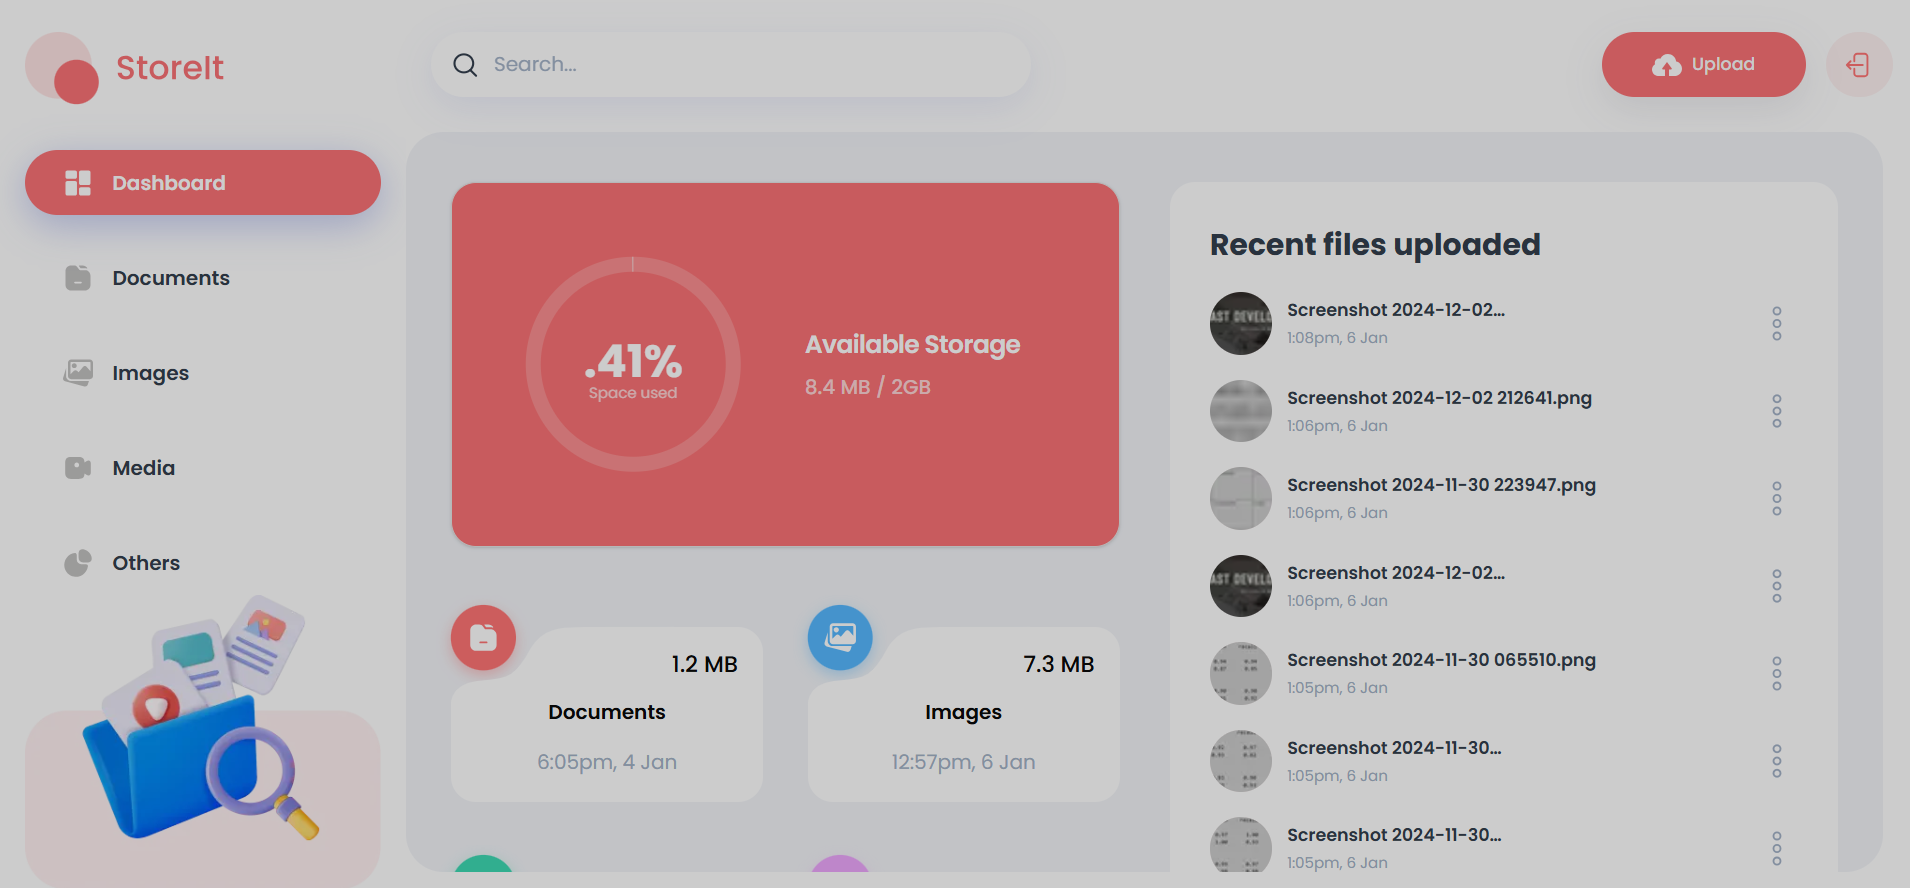 StoreIt
Search...
Upload
Dashboard
Documents
Images
Media
Others
.41%
Space used
Available Storage
8.4 MB / 2GB
1.2 MB
Documents
6:05pm, 4 Jan
7.3 MB
Images
12:57pm, 6 Jan
Recent files uploaded
AST DEVELO
Screenshot 2024-12-02...
1:08pm, 6 Jan
Screenshot 2024-12-02 212641.png
1:06pm, 6 Jan
Screenshot 2024-11-30 223947.png
1:06pm, 6 Jan
AST DEVELO
Screenshot 2024-12-02...
1:06pm, 6 Jan
Screenshot 2024-11-30 065510.png
1:05pm, 6 Jan
Screenshot 2024-11-30...
1:05pm, 6 Jan
Screenshot 2024-11-30...
1:05pm, 6 Jan